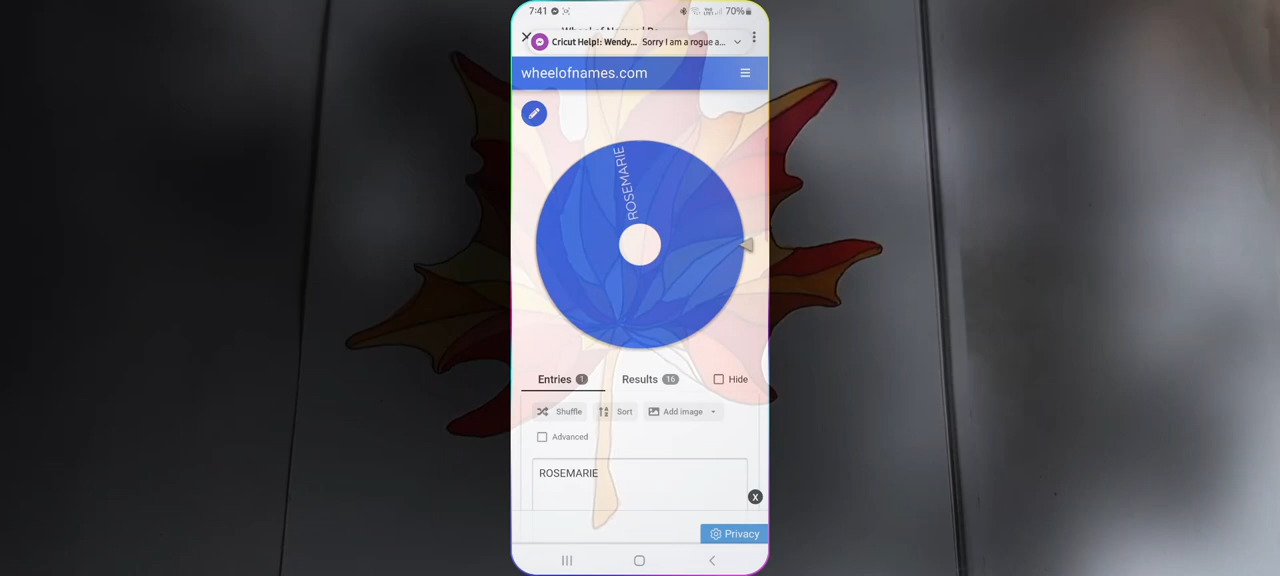 7:41 70%
Cricut Help!: Wendy... Sorry I am a rogue a...
wheelofnames.com
ROSEMARIE
Entries 1 Results 16 Hide
Shuffle Sort Add image
Advanced
ROSEMARIE
X
Privacy